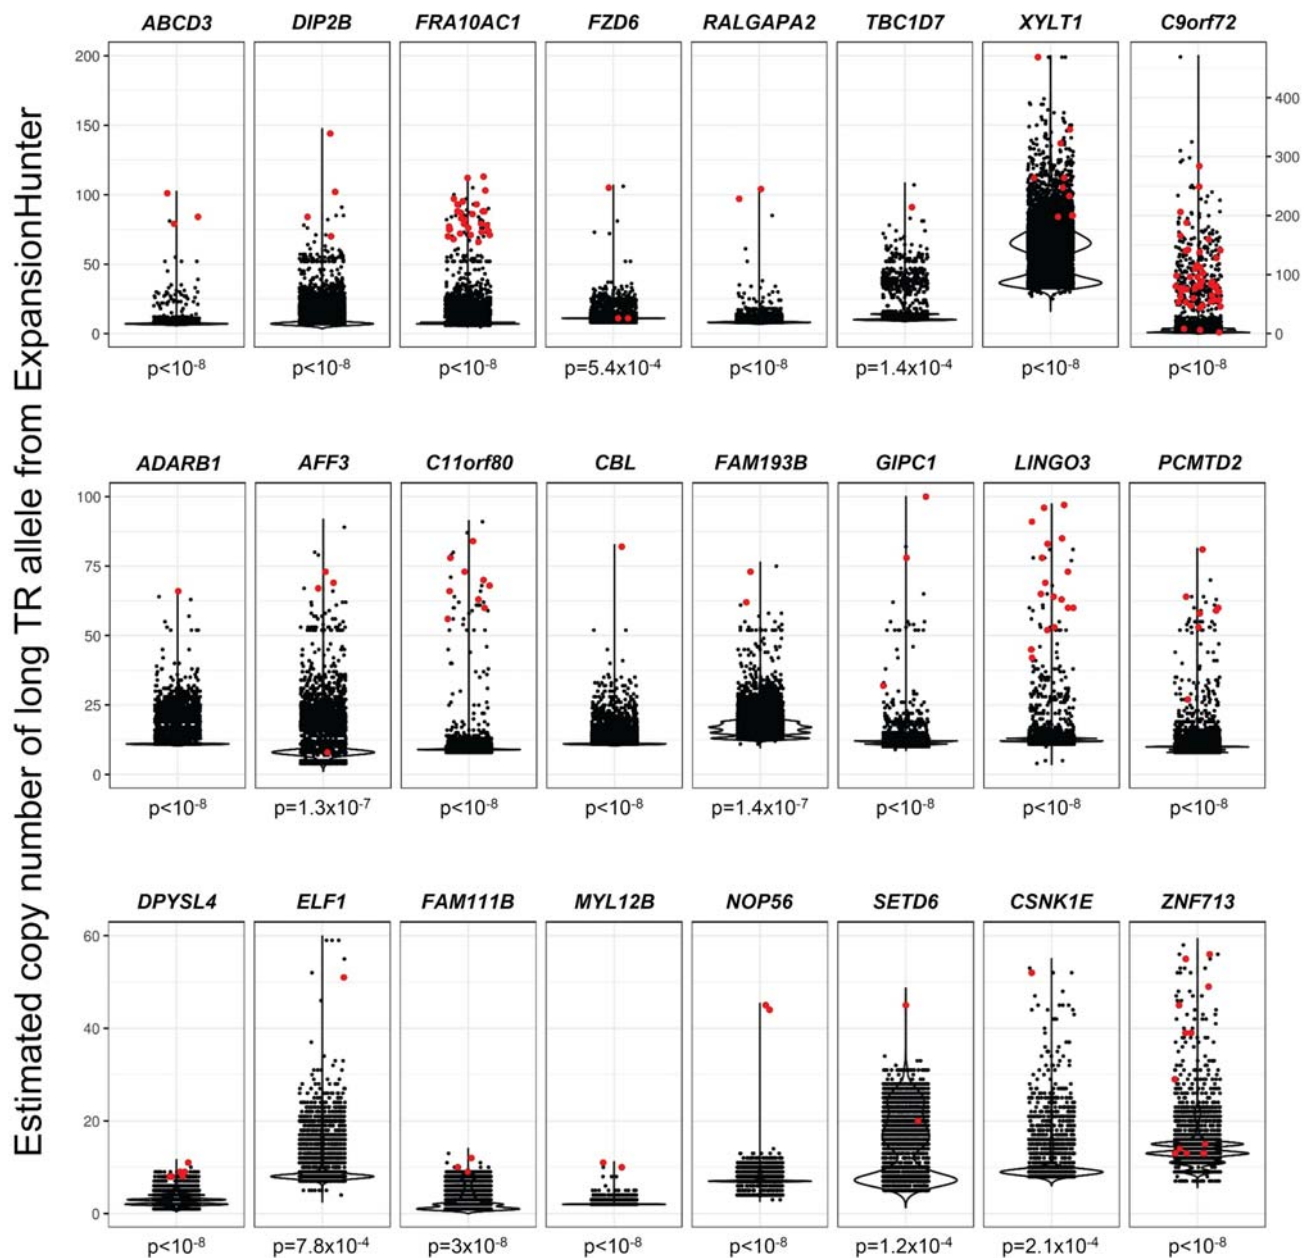 Estimated copy number of long TR allele from ExpansionHunter
ABCD3 DIP2B FRA10AC1 FZD6 RALGAPA2 TBC1D7 XYLT1 C9orf72
200
150
100
50
0
400
300
200
100
0
p<10-8 p<10-8 p<10-8 p=5.4x10-4 p<10-8 p=1.4x10-4 p<10-8 p<10-8
ADARB1 AFF3 C11orf80 CBL FAM193B GIPC1 LINGO3 PCMTD2
100
75
50
25
0
p<10-8 p=1.3x10-7 p<10-8 p<10-8 p=1.4x10-7 p<10-8 p<10-8 p<10-8
DPYSL4 ELF1 FAM111B MYL12B NOP56 SETD6 CSNK1E ZNF713
60
40
20
0
p<10-8 p=7.8x10-4 p=3x10-8 p<10-8 p<10-8 p=1.2x10-4 p=2.1x10-4 p<10-8